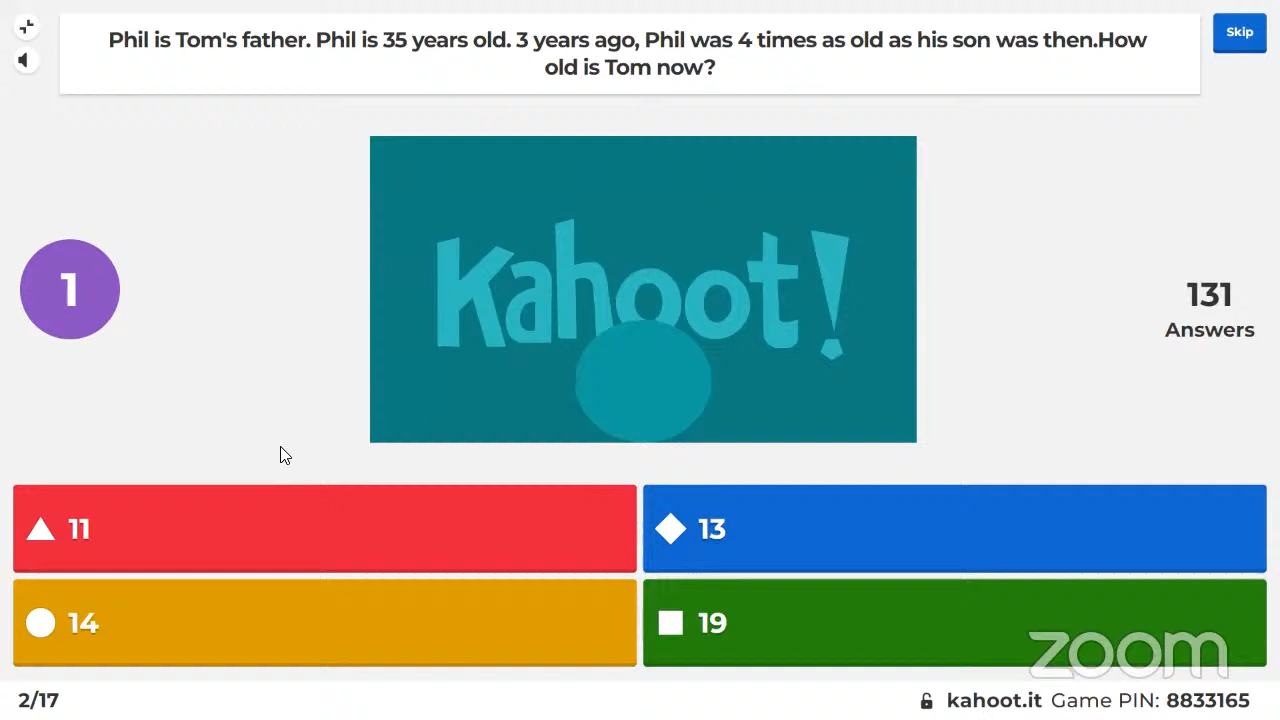 Phil is Tom's father. Phil is 35 years old. 3 years ago, Phil was 4 times as old as his son was then.How
old is Tom now?
Skip
Kahoot!
1
131
Answers
11
13
14
19
zoom
2/17
kahoot.it Game PIN: 8833165